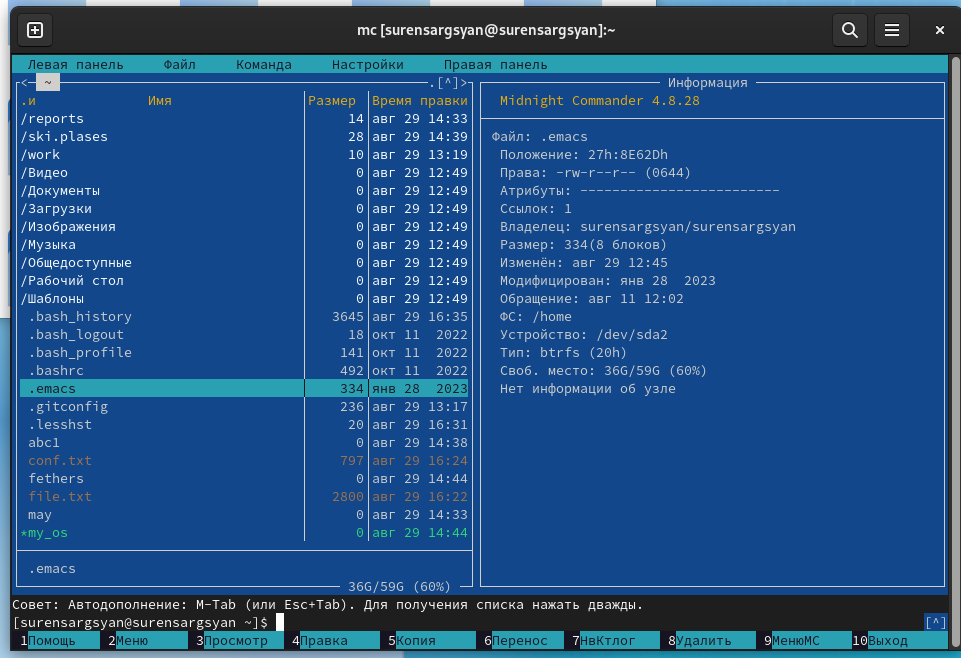 mc [surensargsyan@surensargsyan]:~
Левая панель Файл Команда Настройки Правая панель
<- ~ .[^]>
.и Имя Размер Время правки
/reports 14 авг 29 14:33
/ski.plases 28 авг 29 14:39
/work 10 авг 29 13:19
/Видео 0 авг 29 12:49
/Документы 0 авг 29 12:49
/Загрузки 0 авг 29 12:49
/Изображения 0 авг 29 12:49
/Музыка 0 авг 29 12:49
/Общедоступные 0 авг 29 12:49
/Рабочий стол 0 авг 29 12:49
/Шаблоны 0 авг 29 12:49
.bash_history 3645 авг 29 16:35
.bash_logout 18 окт 11 2022
.bash_profile 141 окт 11 2022
.bashrc 492 окт 11 2022
.emacs 334 янв 28 2023
.gitconfig 236 авг 29 13:17
.lesshst 20 авг 29 16:31
abc1 0 авг 29 14:38
conf.txt 797 авг 29 16:24
fethers 0 авг 29 14:44
file.txt 2800 авг 29 16:22
may 0 авг 29 14:33
*my_os 0 авг 29 14:44
.emacs
36G/59G (60%)
Информация
Midnight Commander 4.8.28
Файл: .emacs
Положение: 27h:8E62Dh
Права: -rw-r--r-- (0644)
Атрибуты: -------------------------
Ссылок: 1
Владелец: surensargsyan/surensargsyan
Размер: 334(8 блоков)
Изменён: авг 29 12:45
Модифицирован: янв 28 2023
Обращение: авг 11 12:02
ФС: /home
Устройство: /dev/sda2
Тип: btrfs (20h)
Своб. место: 36G/59G (60%)
Нет информации об узле
Совет: Автодополнение: M-Tab (или Esc+Tab). Для получения списка нажать дважды.
[surensargsyan@surensargsyan ~]$ [^]
1Помощь 2Меню 3Просмотр 4Правка 5Копия 6Перенос 7НвКтлог 8Удалить 9МенюMC 10Выход